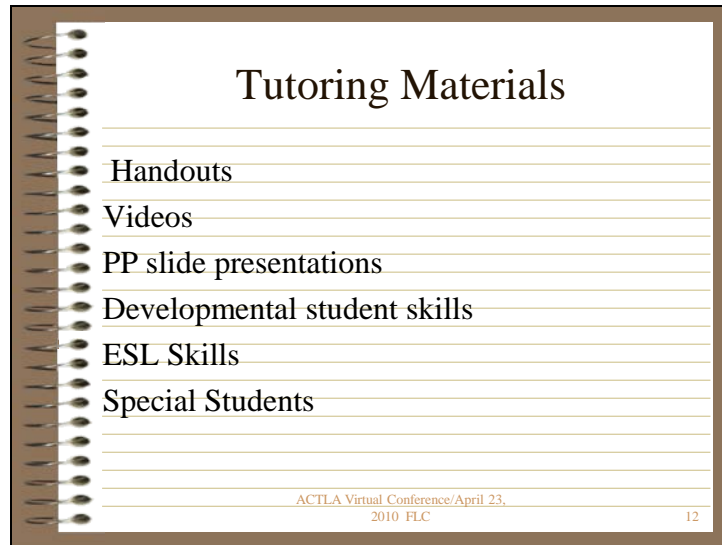 Tutoring Materials
Handouts
Videos
PP slide presentations
Developmental student skills
ESL Skills
Special Students
ACTLA Virtual Conference/April 23,
2010 FLC
12